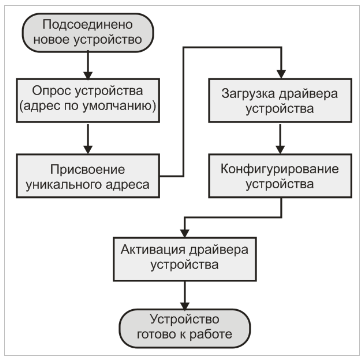 Подсоединено
новое устройство
Опрос устройства
(адрес по умолчанию)
Присвоение
уникального адреса
Загрузка драйвера
устройства
Конфигурирование
устройства
Активация драйвера
устройства
Устройство
готово к работе